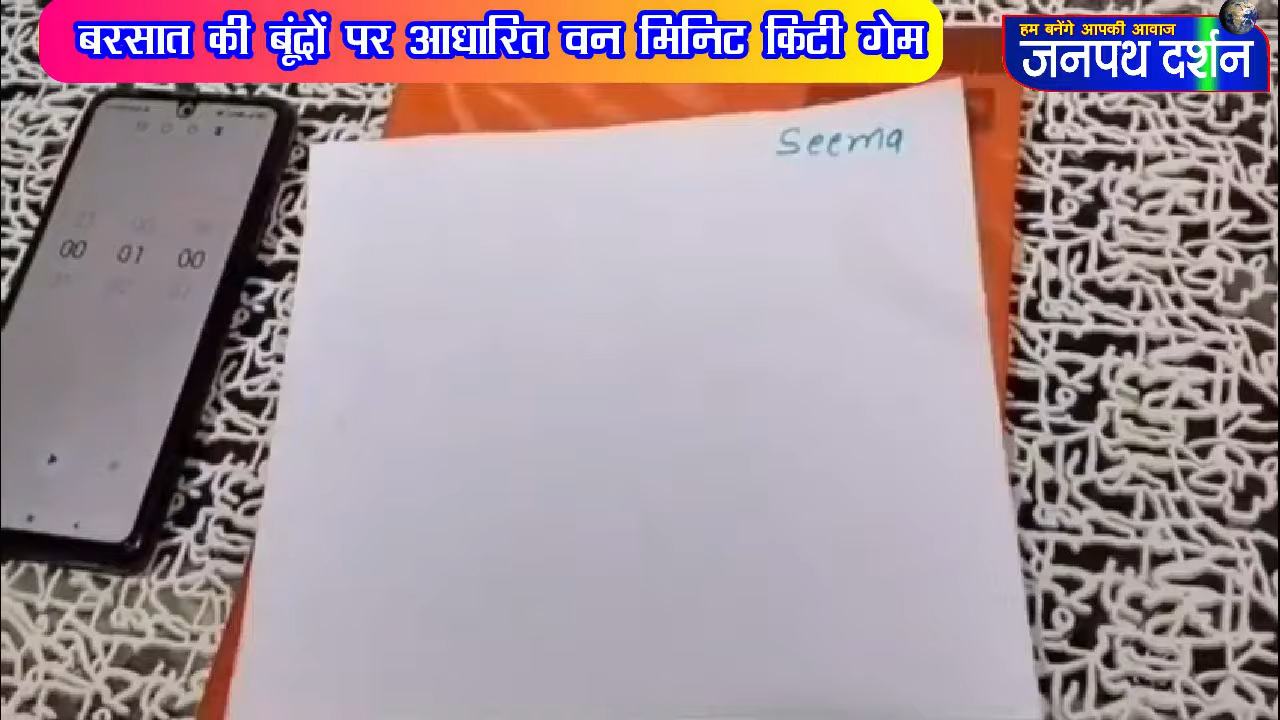 बरसात की बूंदों पर आधारित वन मिनिट किटी गेम
हम बनेंगे आपकी आवाज
जनपथ दर्शन
Seema
00 01 00